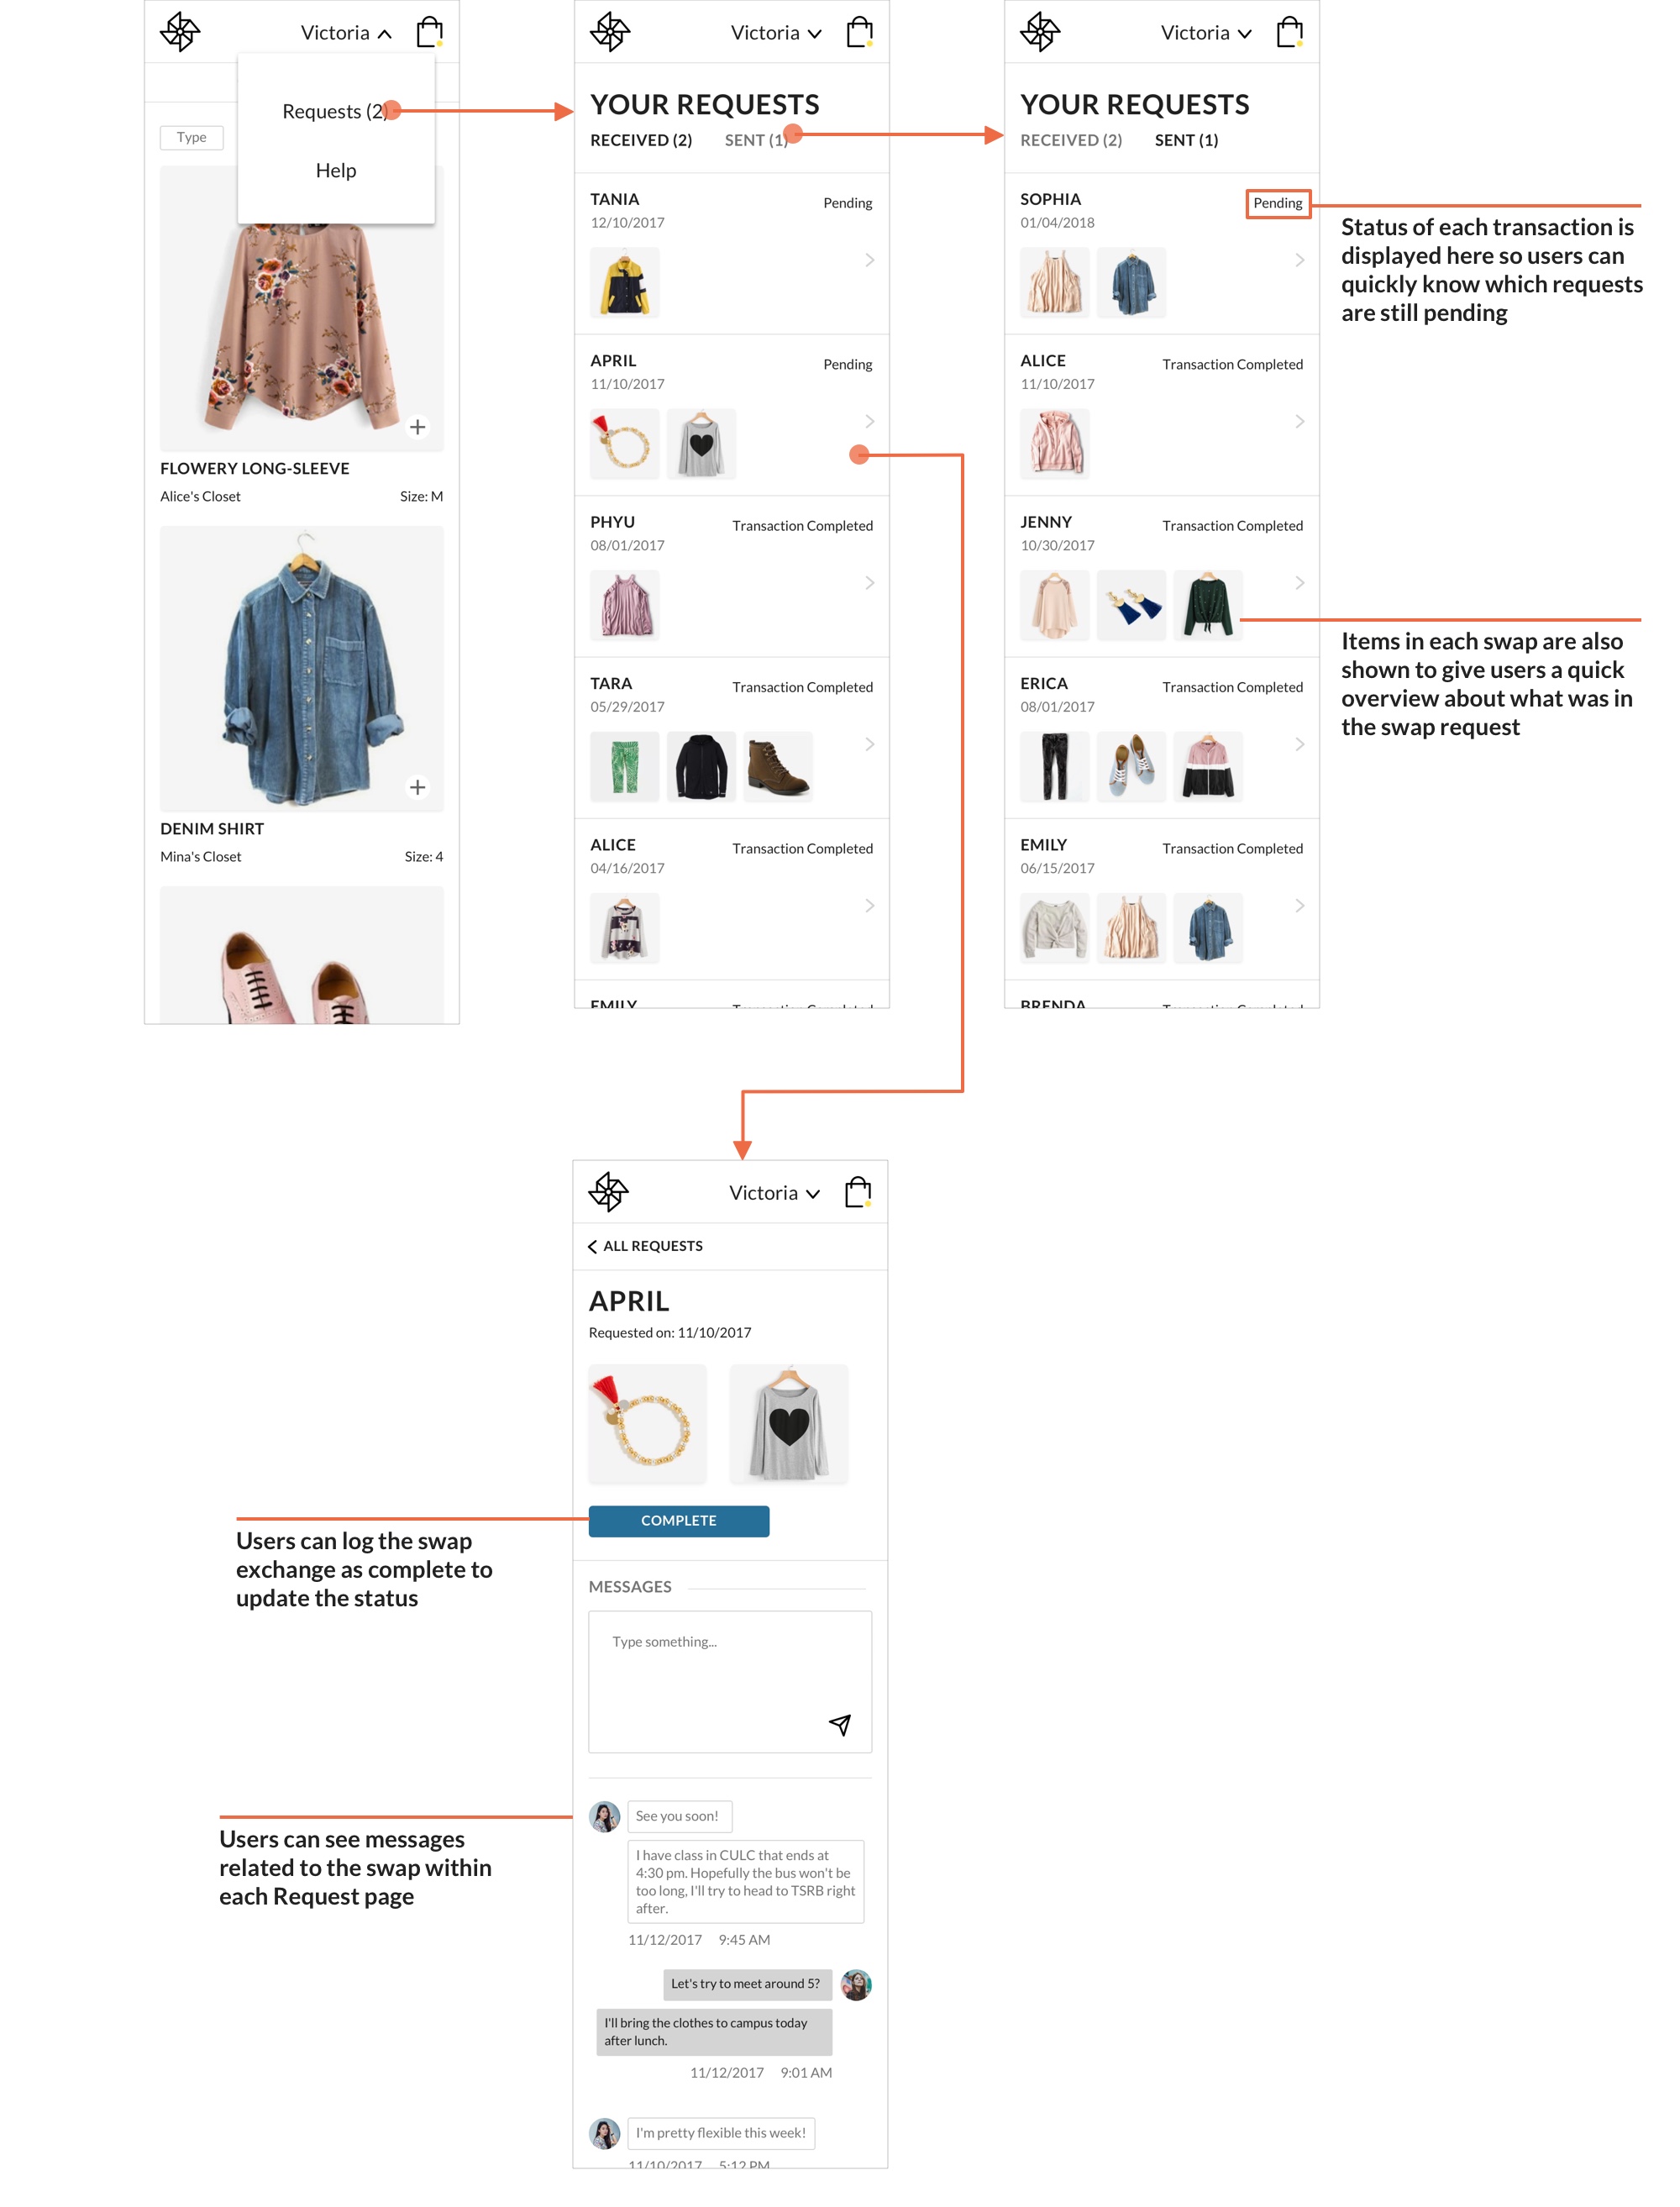 Victoria
Requests (2)
Help
Type
FLOWERY LONG-SLEEVE
Alice's Closet
Size: M
DENIM SHIRT
Mina's Closet
Size: 4
Victoria
YOUR REQUESTS
RECEIVED (2)
SENT (1)
TANIA
Pending
12/10/2017
APRIL
Pending
11/10/2017
PHYU
Transaction Completed
08/01/2017
TARA
Transaction Completed
05/29/2017
ALICE
Transaction Completed
04/16/2017
EMILY
Transaction Completed
Victoria
YOUR REQUESTS
RECEIVED (2)
SENT (1)
SOPHIA
Pending
01/04/2018
ALICE
Transaction Completed
11/10/2017
JENNY
Transaction Completed
10/30/2017
ERICA
Transaction Completed
08/01/2017
EMILY
Transaction Completed
06/15/2017
BRENDA
Transaction Completed
Status of each transaction is
displayed here so users can
quickly know which requests
are still pending
Items in each swap are also
shown to give users a quick
overview about what was in
the swap request
Victoria
ALL REQUESTS
APRIL
Requested on: 11/10/2017
COMPLETE
MESSAGES
Type something...
See you soon!
I have class in CULC that ends at
4:30 pm. Hopefully the bus won't be
too long, I'll try to head to TSRB right
after.
11/12/2017 9:45 AM
Let's try to meet around 5?
I'll bring the clothes to campus today
after lunch.
11/12/2017 9:01 AM
I'm pretty flexible this week!
11/10/2017 5:12 PM
Users can log the swap
exchange as complete to
update the status
Users can see messages
related to the swap within
each Request page